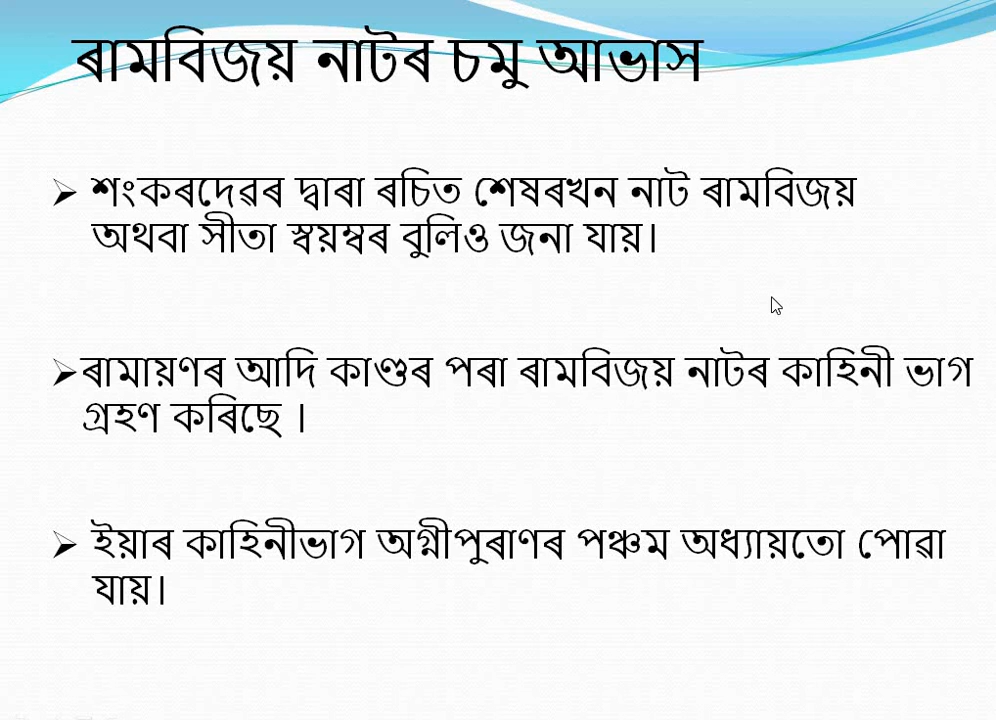 ৰামবিজয় নাটৰ চমু আভাস
➢ শংকৰদেৱৰ দ্বাৰা ৰচিত শেষৰখন নাট ৰামবিজয়
অথবা সীতা স্বয়ম্বৰ বুলিও জনা যায়।
➢ৰামায়ণৰ আদি কাণ্ডৰ পৰা ৰামবিজয় নাটৰ কাহিনী ভাগ
গ্ৰহণ কৰিছে ।
➢ ইয়াৰ কাহিনীভাগ অগ্নীপুৰাণৰ পঞ্চম অধ্যায়তো পোৱা
যায়।